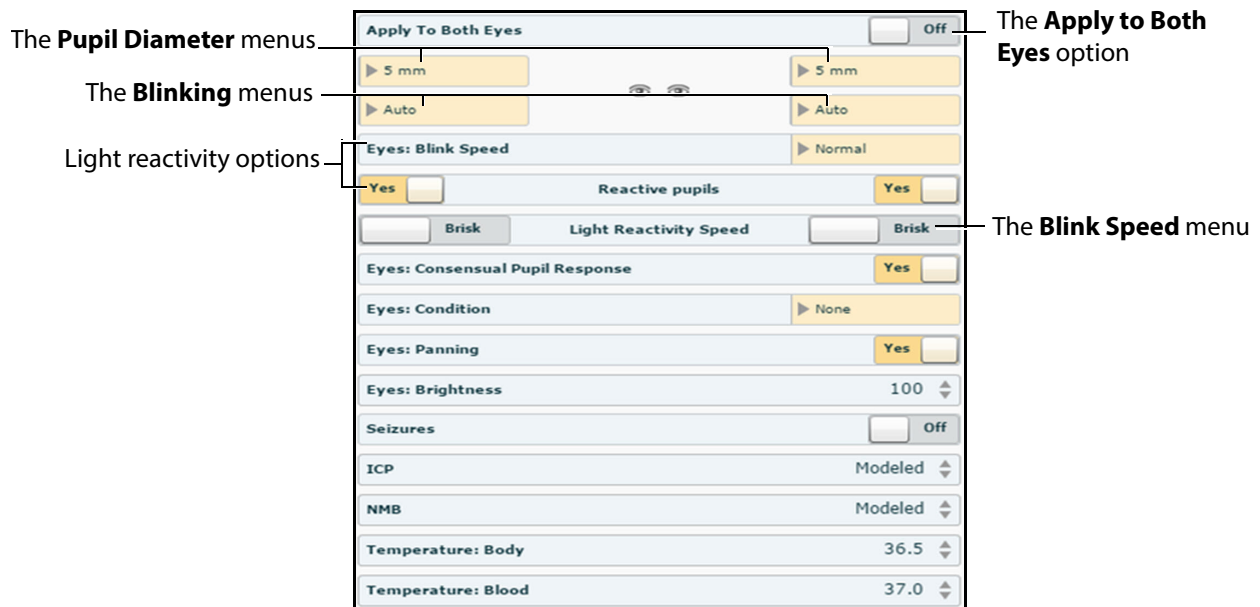 Apply To Both Eyes Off
The Apply to Both
Eyes option
The Pupil Diameter menus
5 mm 5 mm
The Blinking menus
Auto Auto
Light reactivity options
Eyes: Blink Speed Normal
Yes Reactive pupils Yes
Brisk Light Reactivity Speed Brisk
The Blink Speed menu
Eyes: Consensual Pupil Response Yes
Eyes: Condition None
Eyes: Panning Yes
Eyes: Brightness 100
Seizures Off
ICP Modeled
NMB Modeled
Temperature: Body 36.5
Temperature: Blood 37.0